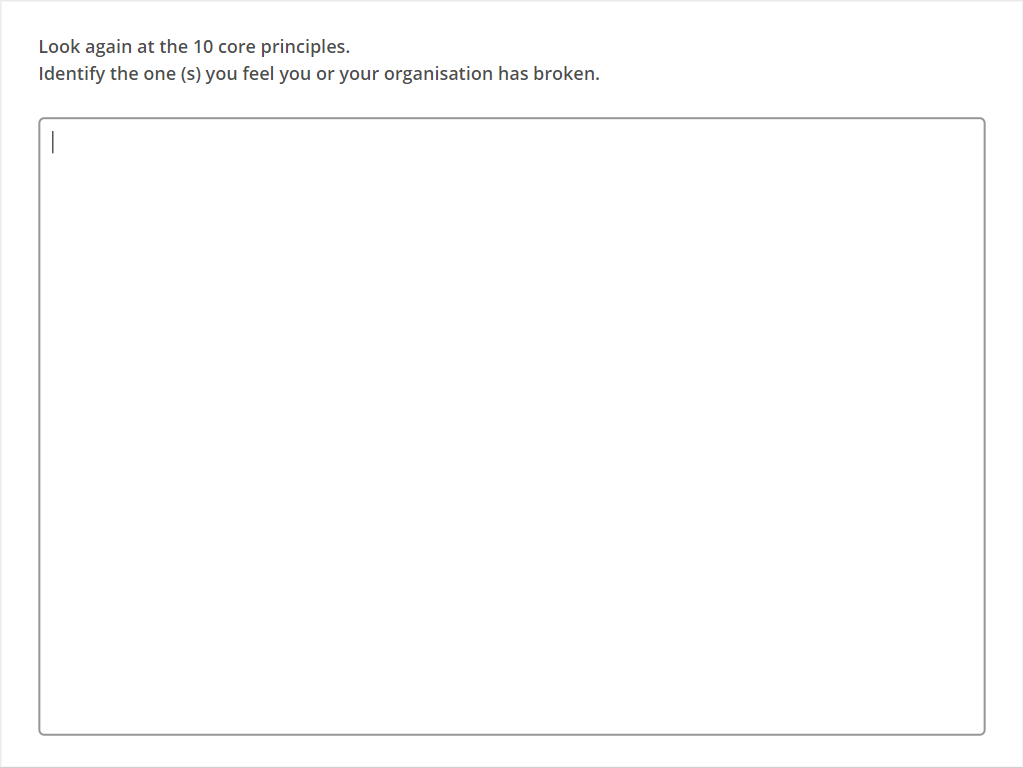 Look again at the 10 core principles.
Identify the one (s) you feel you or your organisation has broken.